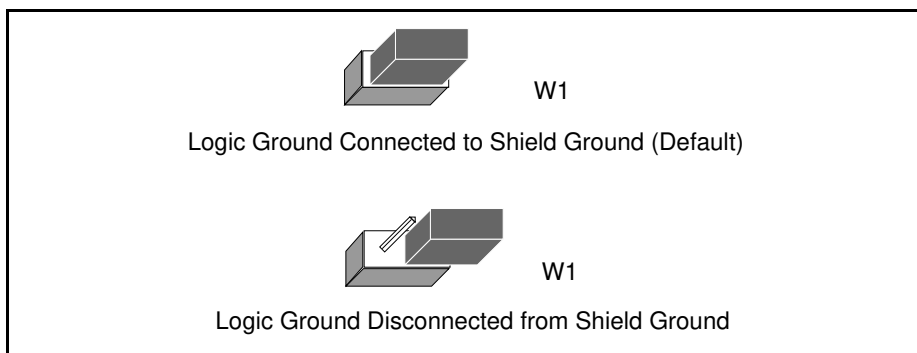 W1
Logic Ground Connected to Shield Ground (Default)
W1
Logic Ground Disconnected from Shield Ground